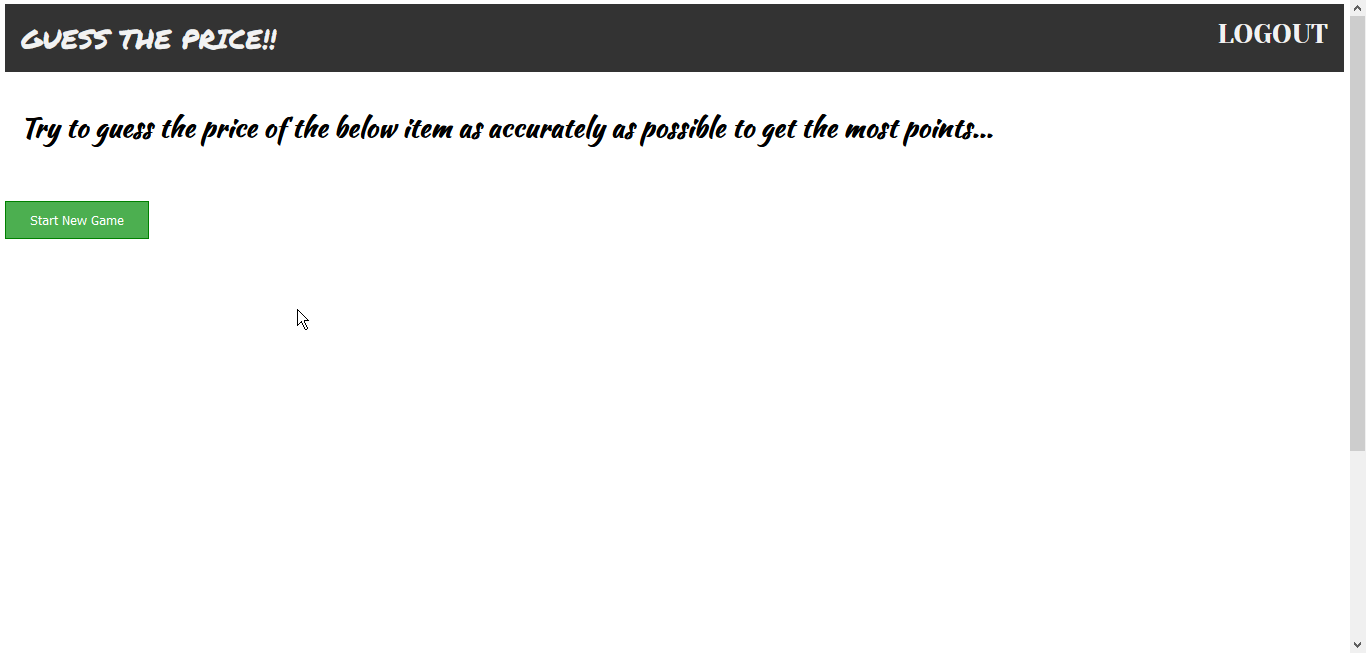 GUESS THE PRICE!!
LOGOUT
Try to guess the price of the below item as accurately as possible to get the most points...
Start New Game